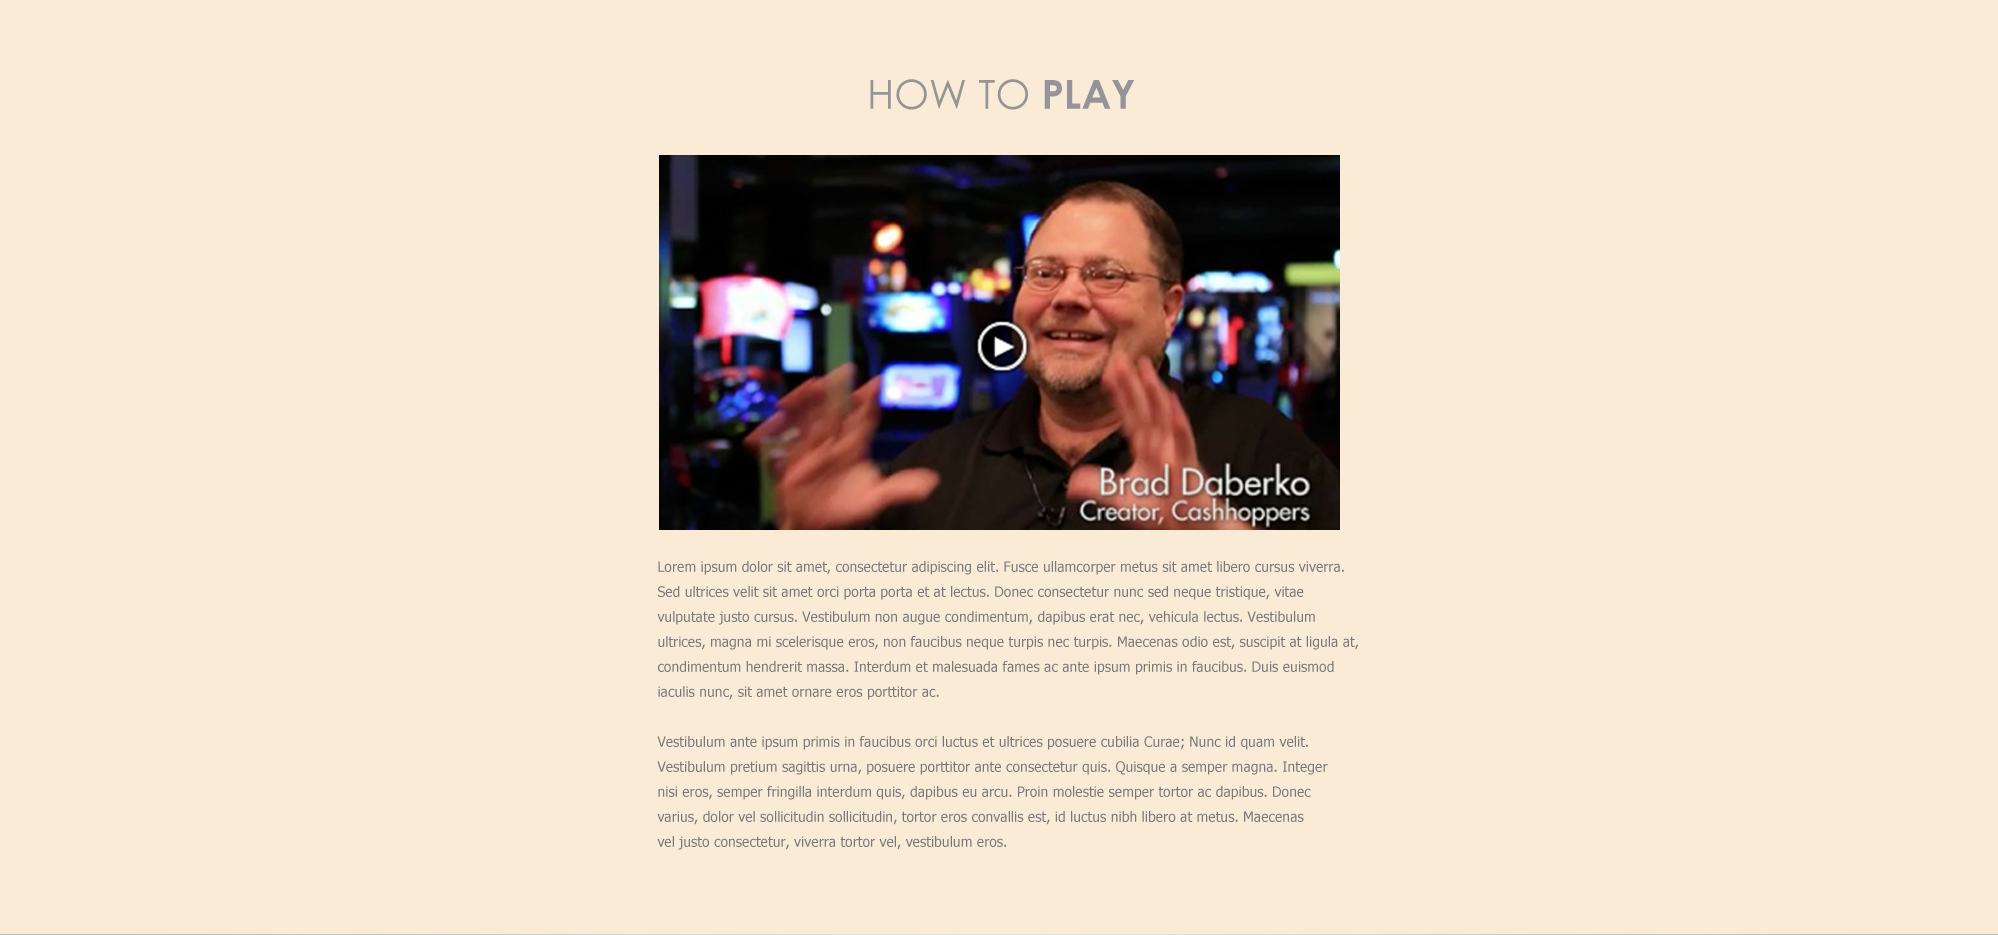 HOW TO PLAY
Brad Daberko
Creator, Cashhoppers
Lorem ipsum dolor sit amet, consectetur adipiscing elit. Fusce ullamcorper metus sit amet libero cursus viverra.
Sed ultrices velit sit amet orci porta porta et at lectus. Donec consectetur nunc sed neque tristique, vitae
vulputate justo cursus. Vestibulum non augue condimentum, dapibus erat nec, vehicula lectus. Vestibulum
ultrices, magna mi scelerisque eros, non faucibus neque turpis nec turpis. Maecenas odio est, suscipit at ligula at,
condimentum hendrerit massa. Interdum et malesuada fames ac ante ipsum primis in faucibus. Duis euismod
iaculis nunc, sit amet ornare eros porttitor ac.
Vestibulum ante ipsum primis in faucibus orci luctus et ultrices posuere cubilia Curae; Nunc id quam velit.
Vestibulum pretium sagittis urna, posuere porttitor ante consectetur quis. Quisque a semper magna. Integer
nisi eros, semper fringilla interdum quis, dapibus eu arcu. Proin molestie semper tortor ac dapibus. Donec
varius, dolor vel sollicitudin sollicitudin, tortor eros convallis est, id luctus nibh libero at metus. Maecenas
vel justo consectetur, viverra tortor vel, vestibulum eros.